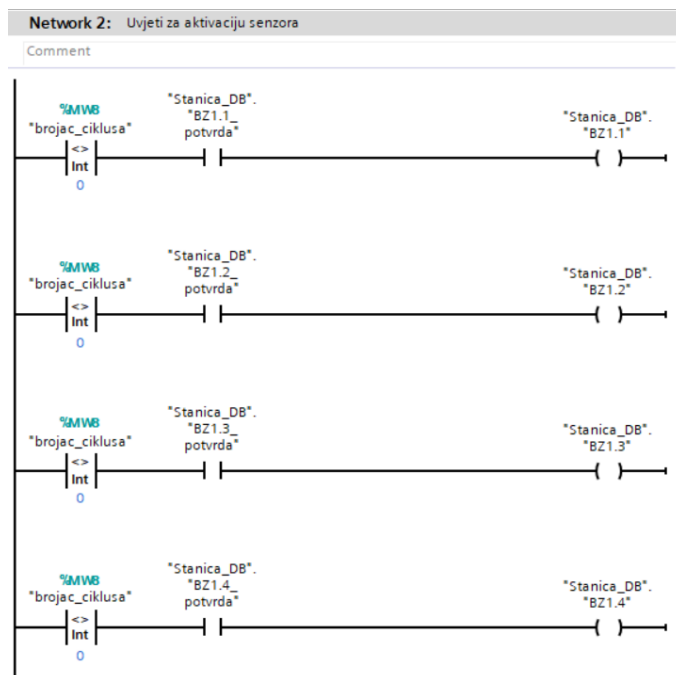 Network 2: Uvjeti za aktivaciju senzora
Comment
%MW8
"brojac_ciklusa"
<>
Int
0
"Stanica_DB".
"BZ1.1_
potvrda"
"Stanica_DB".
"BZ1.1"
%MW8
"brojac_ciklusa"
<>
Int
0
"Stanica_DB".
"BZ1.2_
potvrda"
"Stanica_DB".
"BZ1.2"
%MW8
"brojac_ciklusa"
<>
Int
0
"Stanica_DB".
"BZ1.3_
potvrda"
"Stanica_DB".
"BZ1.3"
%MW8
"brojac_ciklusa"
<>
Int
0
"Stanica_DB".
"BZ1.4_
potvrda"
"Stanica_DB".
"BZ1.4"